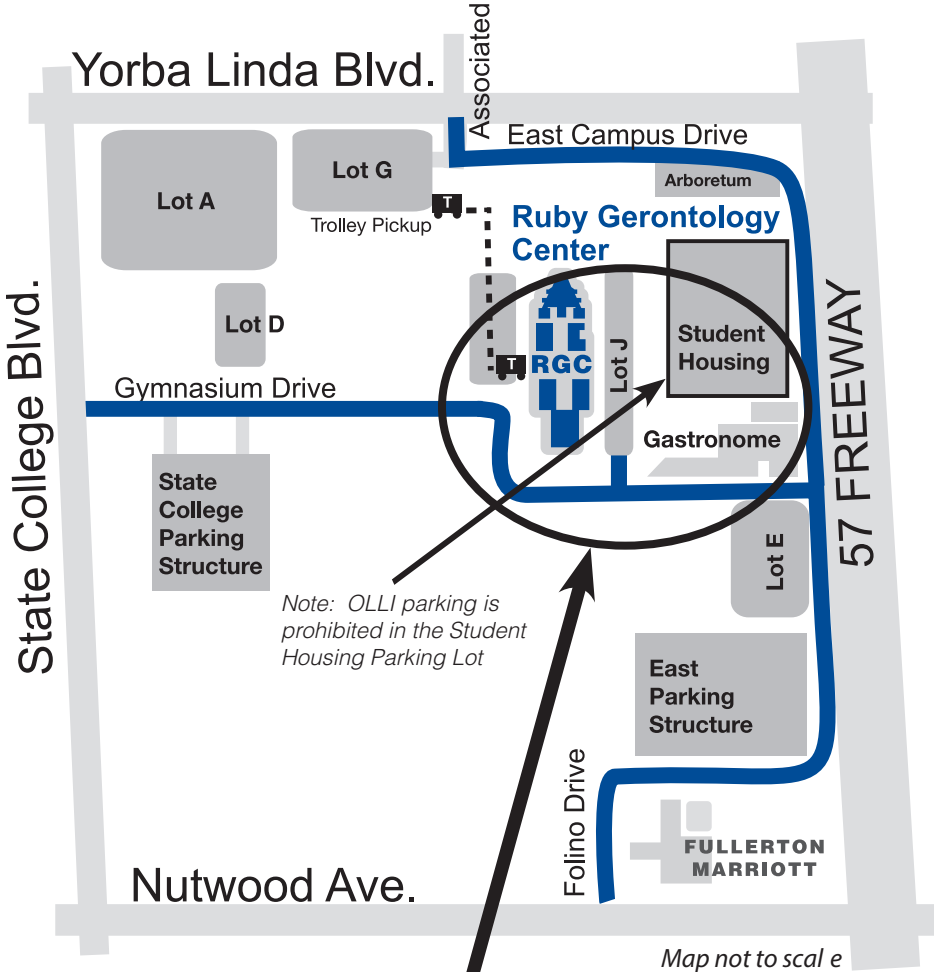 Yorba Linda Blvd.
Associated
East Campus Drive
Lot A
Lot G
Arboretum
T
Trolley Pickup
Ruby Gerontology
Center
State College Blvd.
57 FREEWAY
Lot D
Lot J
Student
Housing
T
RGC
Gymnasium Drive
Gastronome
State
College
Parking
Structure
Lot E
Note: OLLI parking is
prohibited in the Student
Housing Parking Lot
East
Parking
Structure
Folino Drive
FULLERTON
MARRIOTT
Nutwood Ave.
Map not to scal e